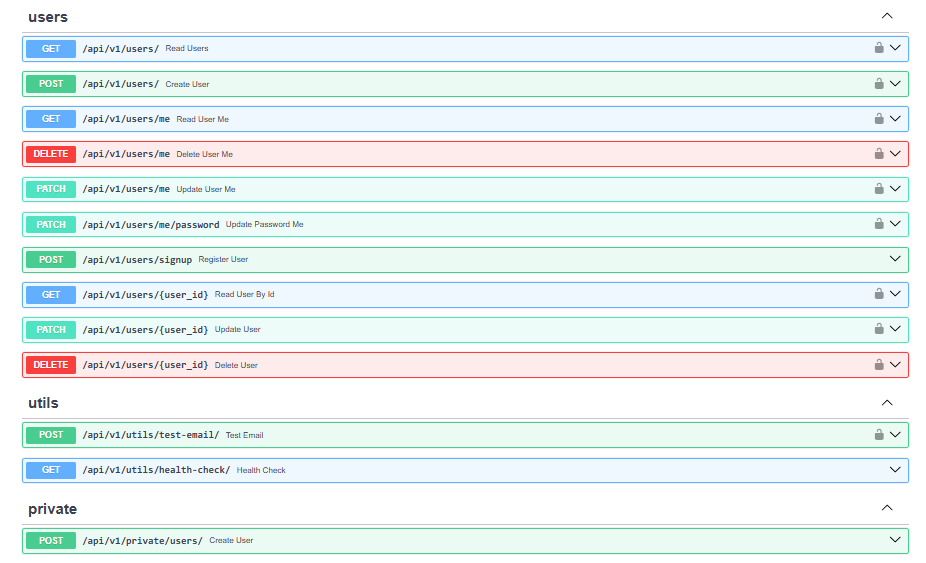 users
GET /api/v1/users/ Read Users
POST /api/v1/users/ Create User
GET /api/v1/users/me Read User Me
DELETE /api/v1/users/me Delete User Me
PATCH /api/v1/users/me Update User Me
PATCH /api/v1/users/me/password Update Password Me
POST /api/v1/users/signup Register User
GET /api/v1/users/{user_id} Read User By Id
PATCH /api/v1/users/{user_id} Update User
DELETE /api/v1/users/{user_id} Delete User
utils
POST /api/v1/utils/test-email/ Test Email
GET /api/v1/utils/health-check/ Health Check
private
POST /api/v1/private/users/ Create User